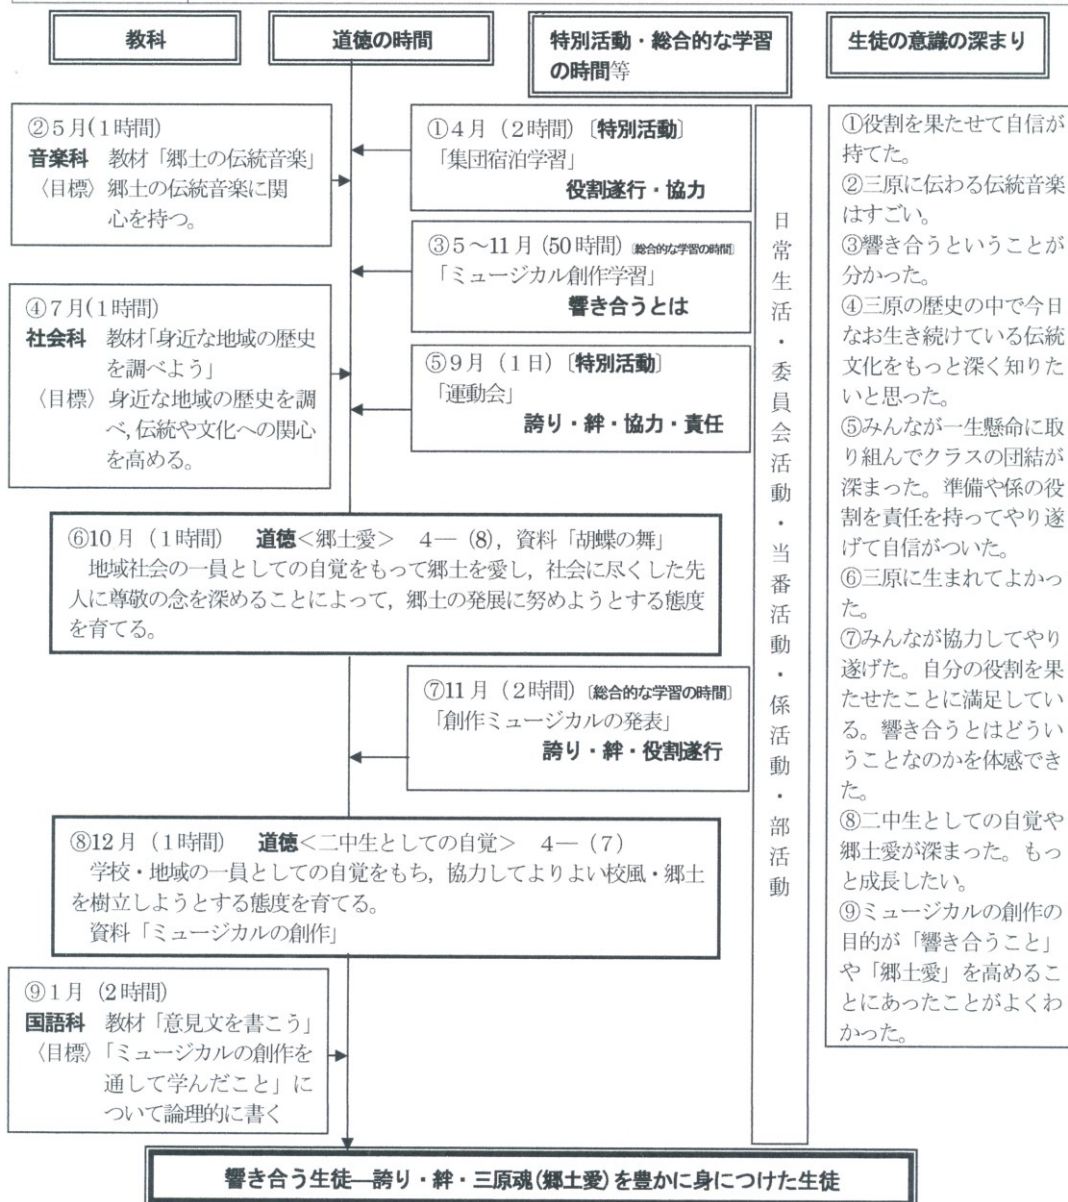 教科
道徳の時間
特別活動・総合的な学習
の時間等
生徒の意識の深まり
②5月(1時間)
音楽科 教材「郷土の伝統音楽」
〈目標〉郷土の伝統音楽に関
心を持つ。
①4月(2時間)〔特別活動〕
「集団宿泊学習」
役割遂行・協力
③5～11月(50時間)〔総合的な学習の時間〕
「ミュージカル創作学習」
響き合うとは
④7月(1時間)
社会科 教材「身近な地域の歴史
を調べよう」
〈目標〉身近な地域の歴史を調
べ,伝統や文化への関心
を高める。
⑤9月(1日)〔特別活動〕
「運動会」
誇り・絆・協力・責任
⑥10月(1時間) 道徳<郷土愛> 4―(8),資料「胡蝶の舞」
地域社会の一員としての自覚をもって郷土を愛し,社会に尽くした先
人に尊敬の念を深めることによって,郷土の発展に努めようとする態度
を育てる。
⑦11月(2時間)〔総合的な学習の時間〕
「創作ミュージカルの発表」
誇り・絆・役割遂行
⑧12月(1時間) 道徳<二中生としての自覚> 4―(7)
学校・地域の一員としての自覚をもち,協力してよりよい校風・郷土
を樹立しようとする態度を育てる。
資料「ミュージカルの創作」
⑨1月(2時間)
国語科 教材「意見文を書こう」
〈目標〉「ミュージカルの創作を
通して学んだこと」に
ついて論理的に書く
日常生活・委員会活動・当番活動・係活動・部活動
①役割を果たせて自信が
持てた。
②三原に伝わる伝統音楽
はすごい。
③響き合うということが
分かった。
④三原の歴史の中で今日
なお生き続けている伝統
文化をもっと深く知りた
いと思った。
⑤みんなが一生懸命に取
り組んでクラスの団結が
深まった。準備や係の役
割を責任を持ってやり遂
げて自信がついた。
⑥三原に生まれてよかっ
た。
⑦みんなが協力してやり
遂げた。自分の役割を果
たせたことに満足してい
る。響き合うとはどうい
うことなのかを体感でき
た。
⑧二中生としての自覚や
郷土愛が深まった。もっ
と成長したい。
⑨ミュージカルの創作の
目的が「響き合うこと」
や「郷土愛」を高めるこ
とにあったことがよくわ
かった。
響き合う生徒―誇り・絆・三原魂(郷土愛)を豊かに身につけた生徒